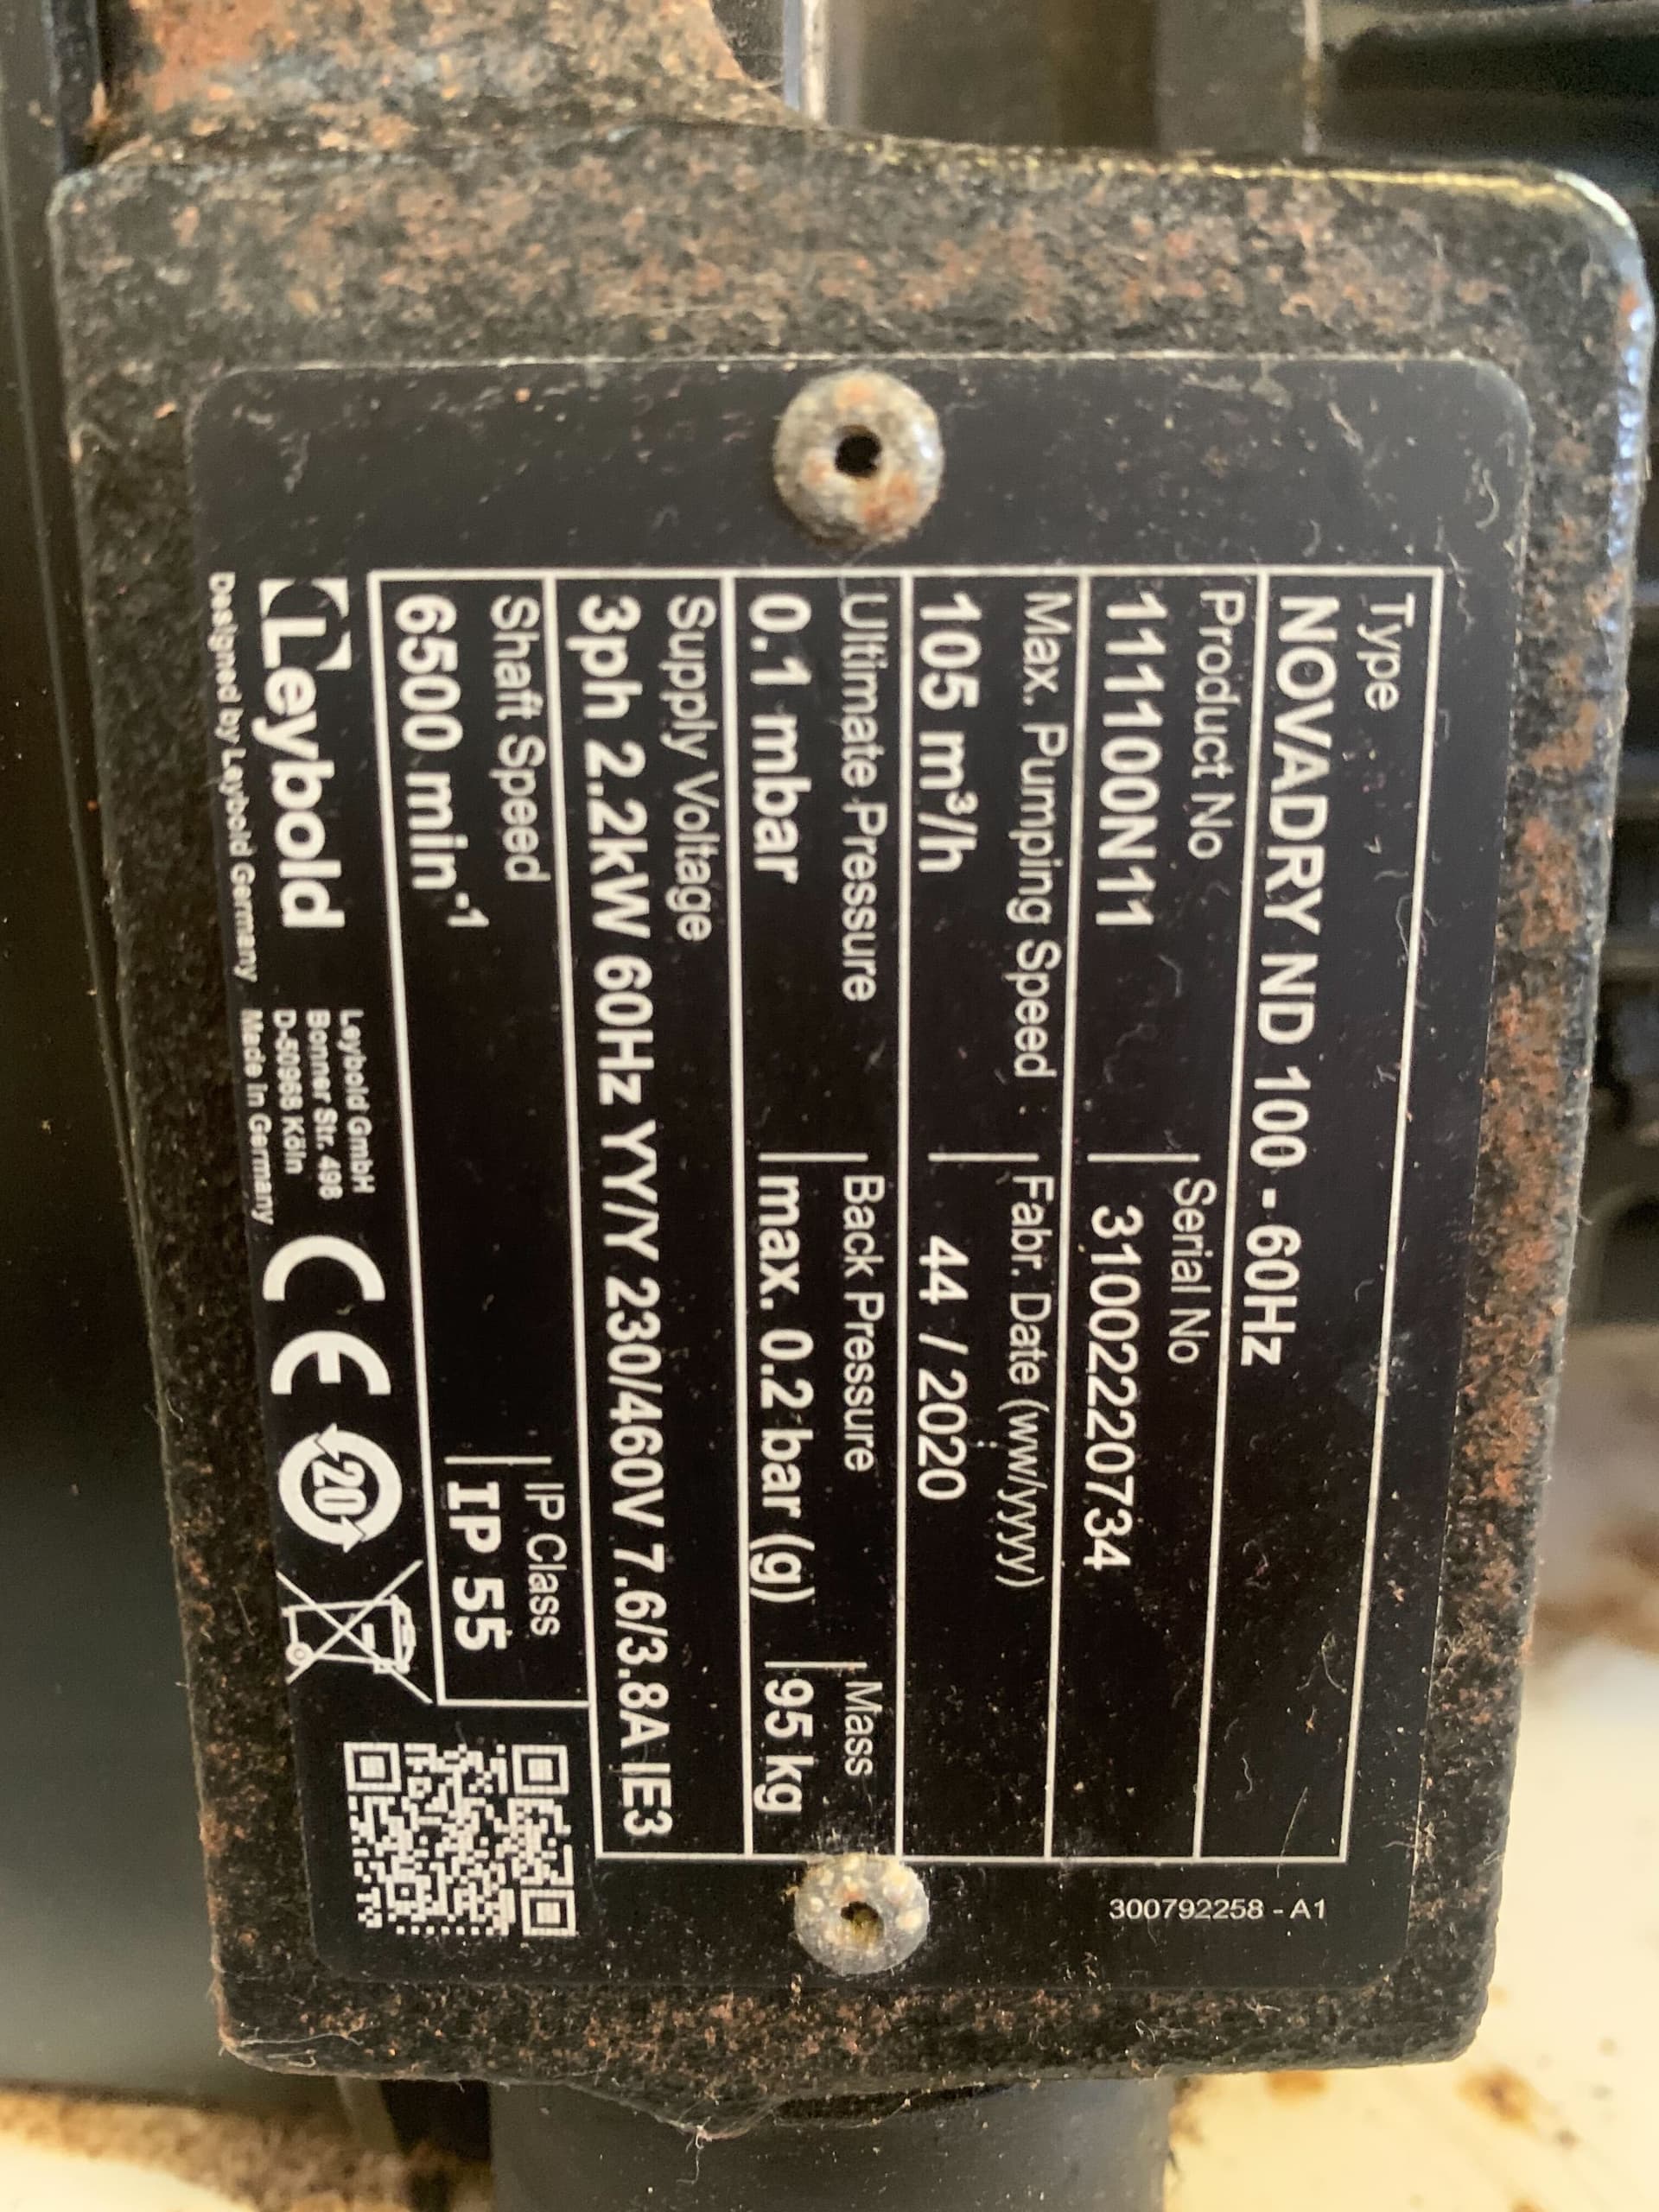 300792258 - A1
Type
NOVADRY ND 100 - 60Hz
Product No
Serial No
111100N11
31002220734
Max. Pumping Speed
Fabr. Date (ww/yyyy)
105 m³/h
44 / 2020
Ultimate Pressure
Back Pressure
Mass
0.1 mbar
max. 0.2 bar (g)
95 kg
Supply Voltage
3ph 2.2kW 60Hz YY/Y 230/460V 7.6/3.8A IE3
Shaft Speed
IP Class
6500 min⁻¹
IP 55
Leybold
Designed by Leybold Germany
Leybold GmbH
Bonner Str. 498
D-50968 Köln
Made in Germany
CE
20